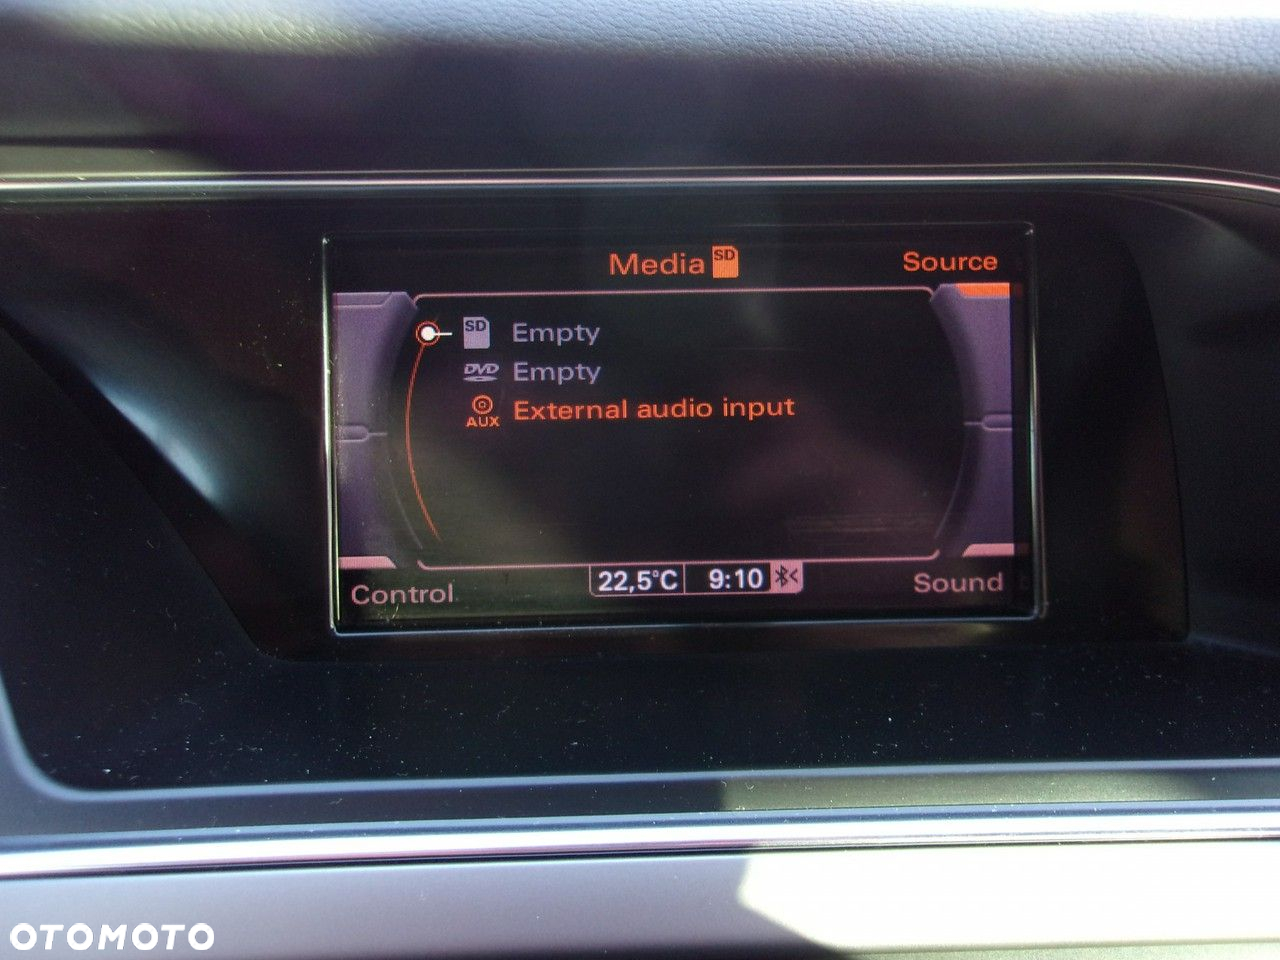 Media SD
Source
SD Empty
DVD Empty
AUX External audio input
Control
22,5°C 9:10
Sound
OTOMOTO